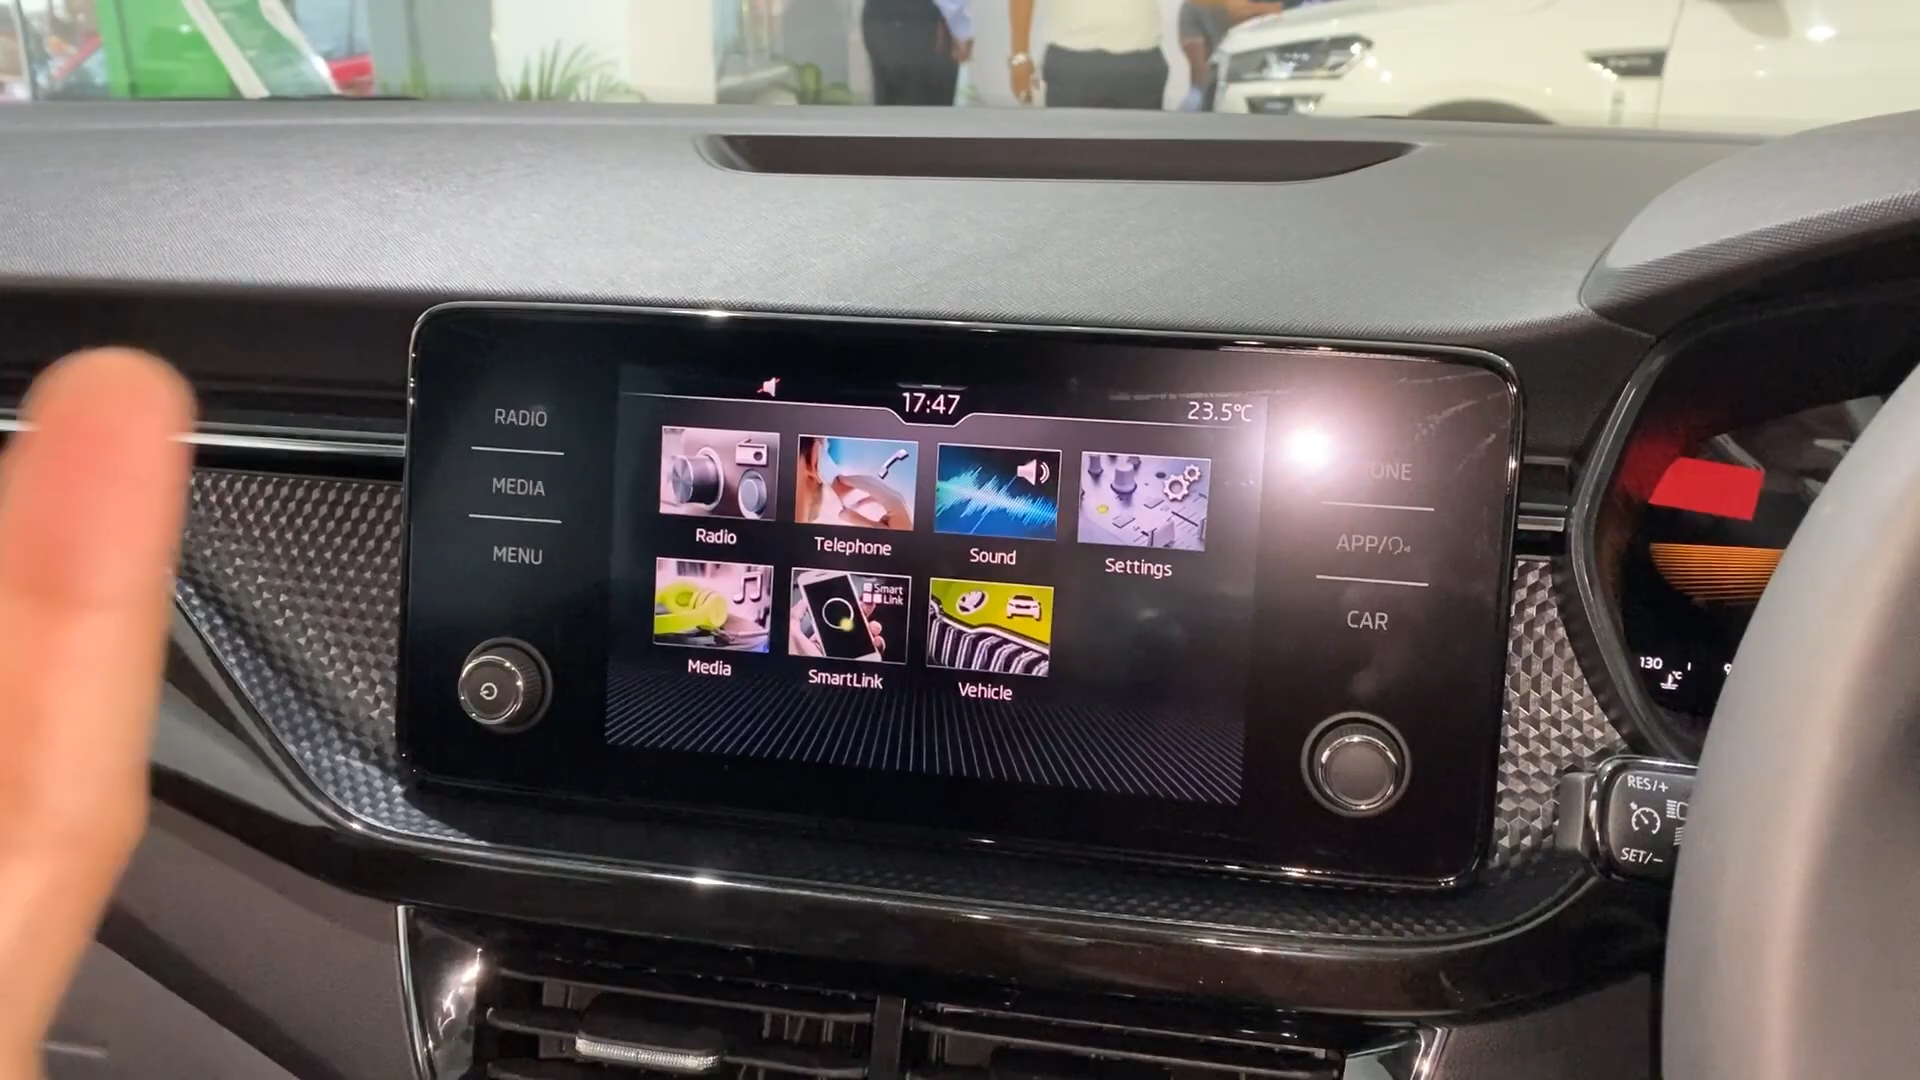 RADIO
MEDIA
MENU
17:47
23.5°C
Radio
Telephone
Sound
Settings
Smart
Link
Media
SmartLink
Vehicle
APP/
CAR
130
°C
RES/+
SET/-